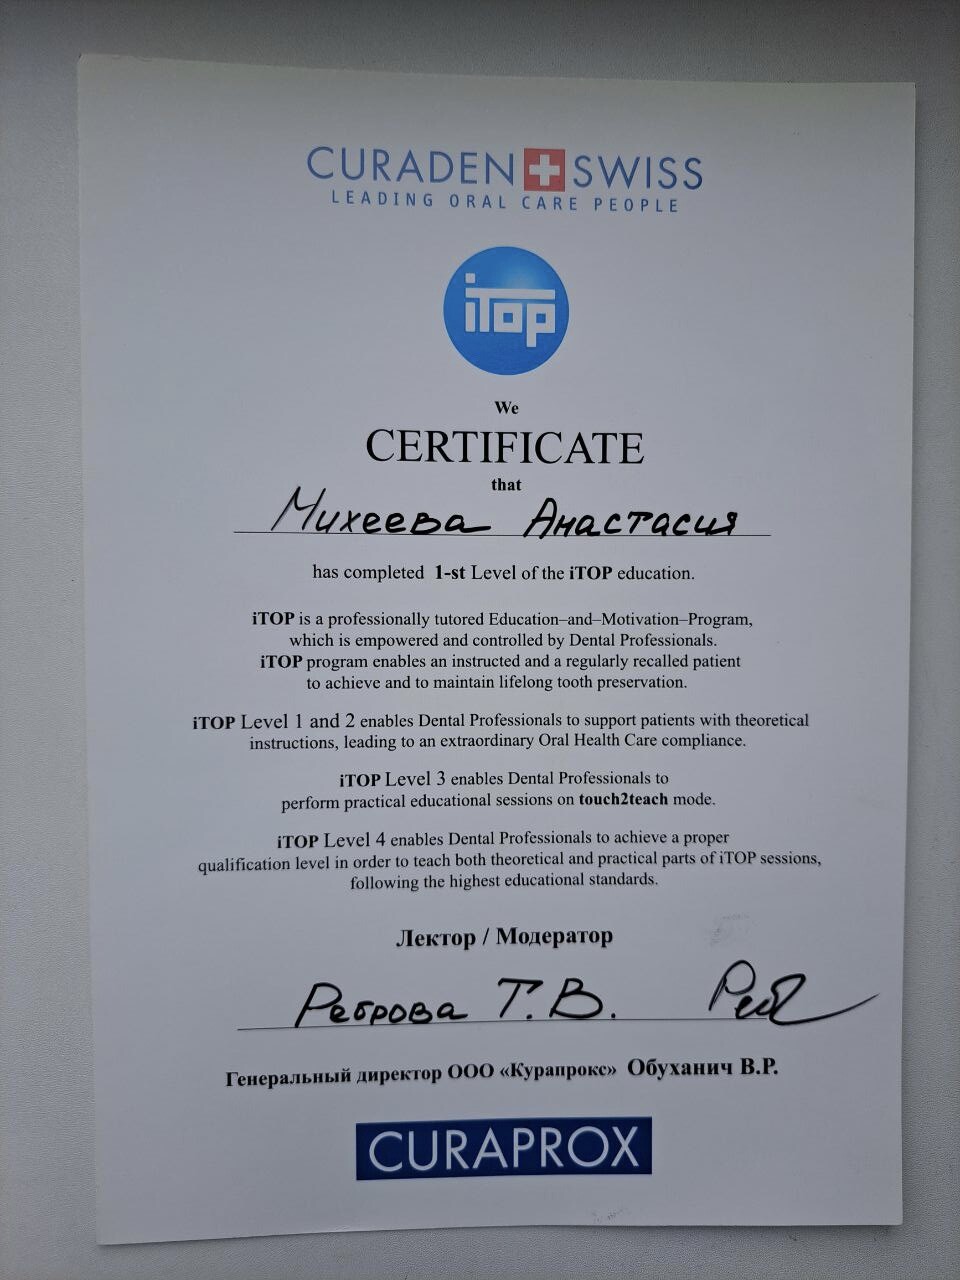 CURADEN SWISS
LEADING ORAL CARE PEOPLE
iTop
We
CERTIFICATE
that
Михеева Анастасия
has completed 1-st Level of the iTOP education.
iTOP is a professionally tutored Education–and–Motivation–Program,
which is empowered and controlled by Dental Professionals.
iTOP program enables an instructed and a regularly recalled patient
to achieve and to maintain lifelong tooth preservation.
iTOP Level 1 and 2 enables Dental Professionals to support patients with theoretical
instructions, leading to an extraordinary Oral Health Care compliance.
iTOP Level 3 enables Dental Professionals to
perform practical educational sessions on touch2teach mode.
iTOP Level 4 enables Dental Professionals to achieve a proper
qualification level in order to teach both theoretical and practical parts of iTOP sessions,
following the highest educational standards.
Лектор / Модератор
Реброва Т.В.
Генеральный директор ООО «Курапрокс» Обуханич В.Р.
CURAPROX